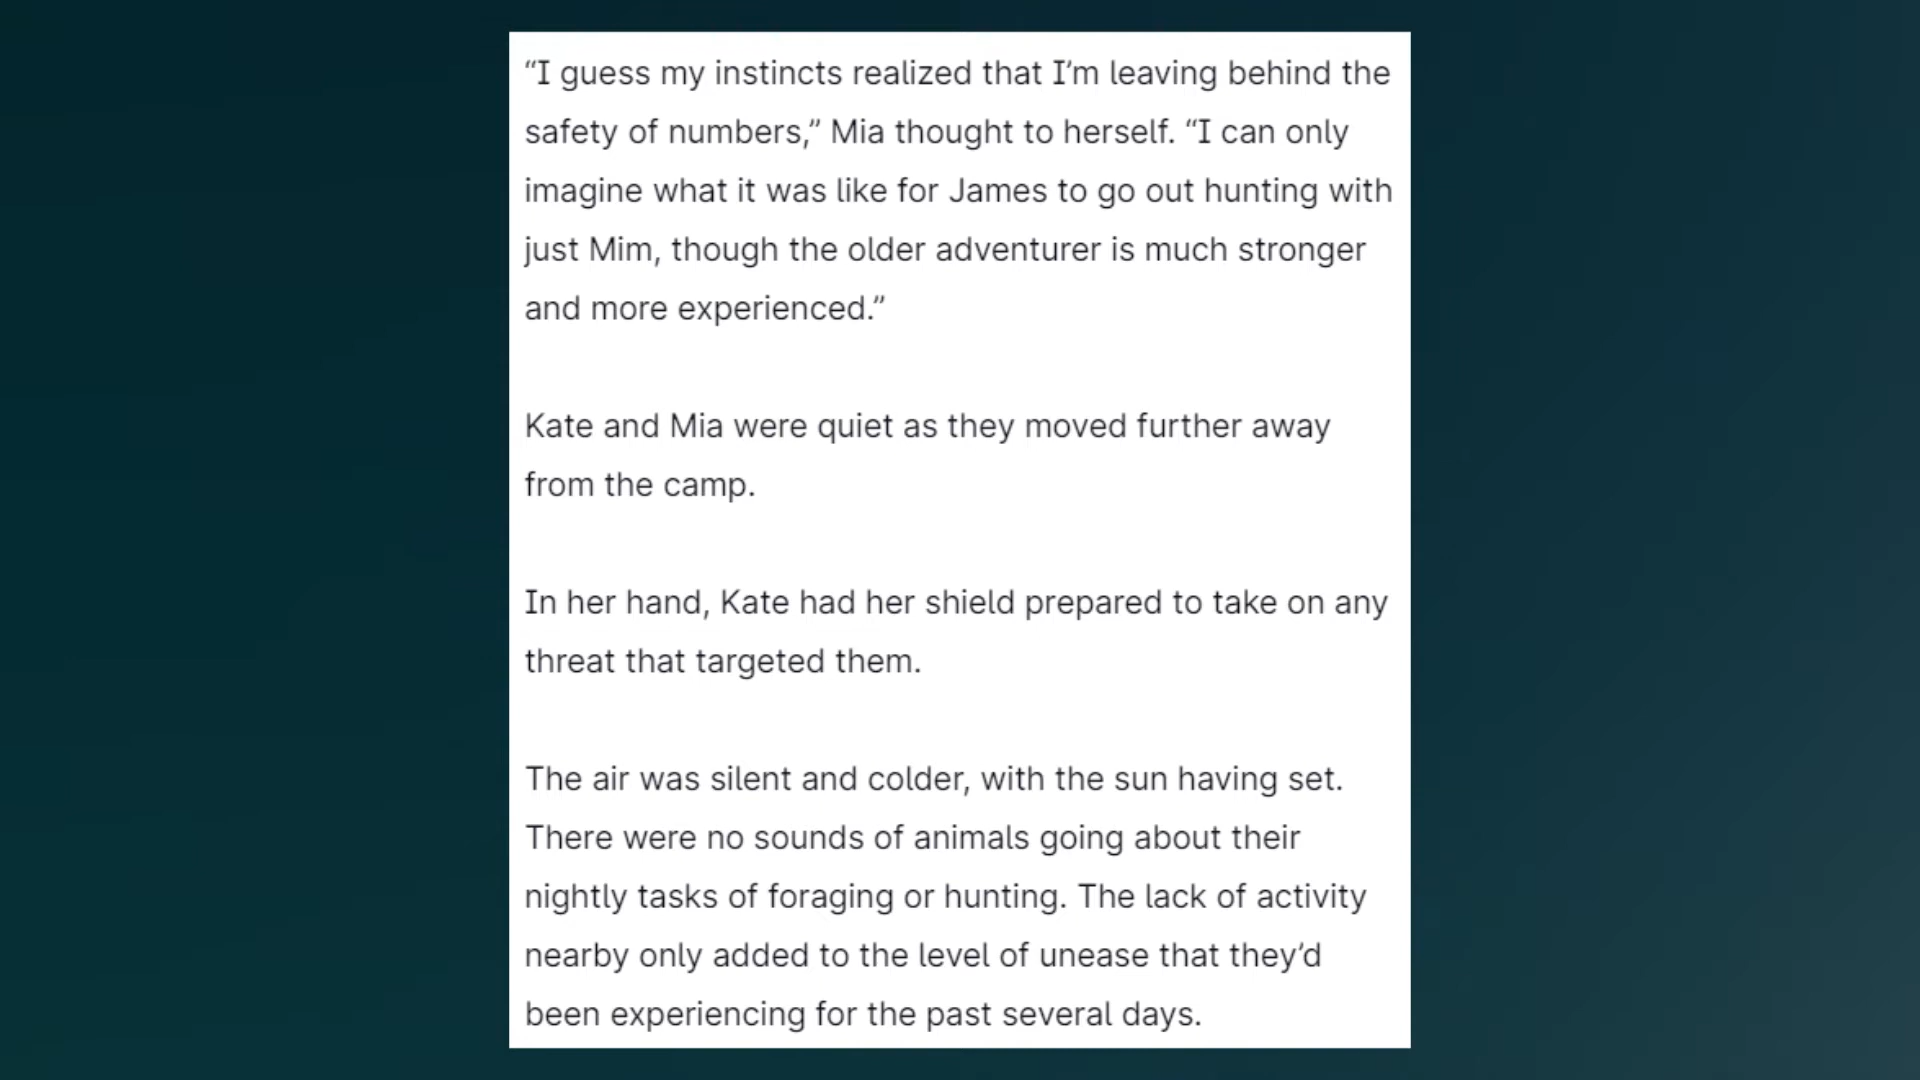 “I guess my instincts realized that I’m leaving behind the
safety of numbers,” Mia thought to herself. “I can only
imagine what it was like for James to go out hunting with
just Mim, though the older adventurer is much stronger
and more experienced.”
Kate and Mia were quiet as they moved further away
from the camp.
In her hand, Kate had her shield prepared to take on any
threat that targeted them.
The air was silent and colder, with the sun having set.
There were no sounds of animals going about their
nightly tasks of foraging or hunting. The lack of activity
nearby only added to the level of unease that they’d
been experiencing for the past several days.